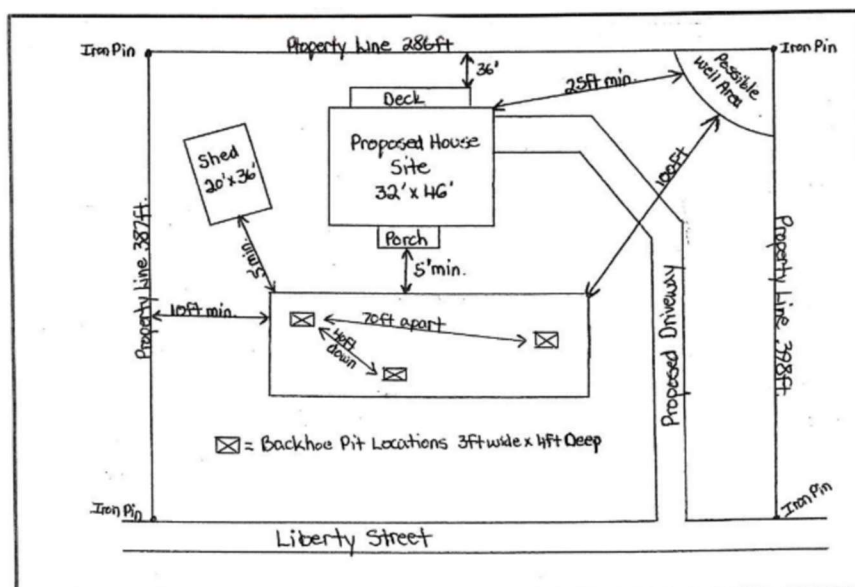 Iron Pin
Property Line 286ft
Iron Pin
36'
Deck
25ft min.
Possible
Well Area
Shed
20'x36'
Proposed House
Site
32' x 46'
100ft
Porch
5'min.
5'min.
Property Line 387ft.
10ft min.
70ft apart
40ft
down
Proposed Driveway
Property Line 398ft.
= Backhoe Pit Locations 3ft wide x 4ft Deep
Iron Pin
Iron Pin
Liberty Street